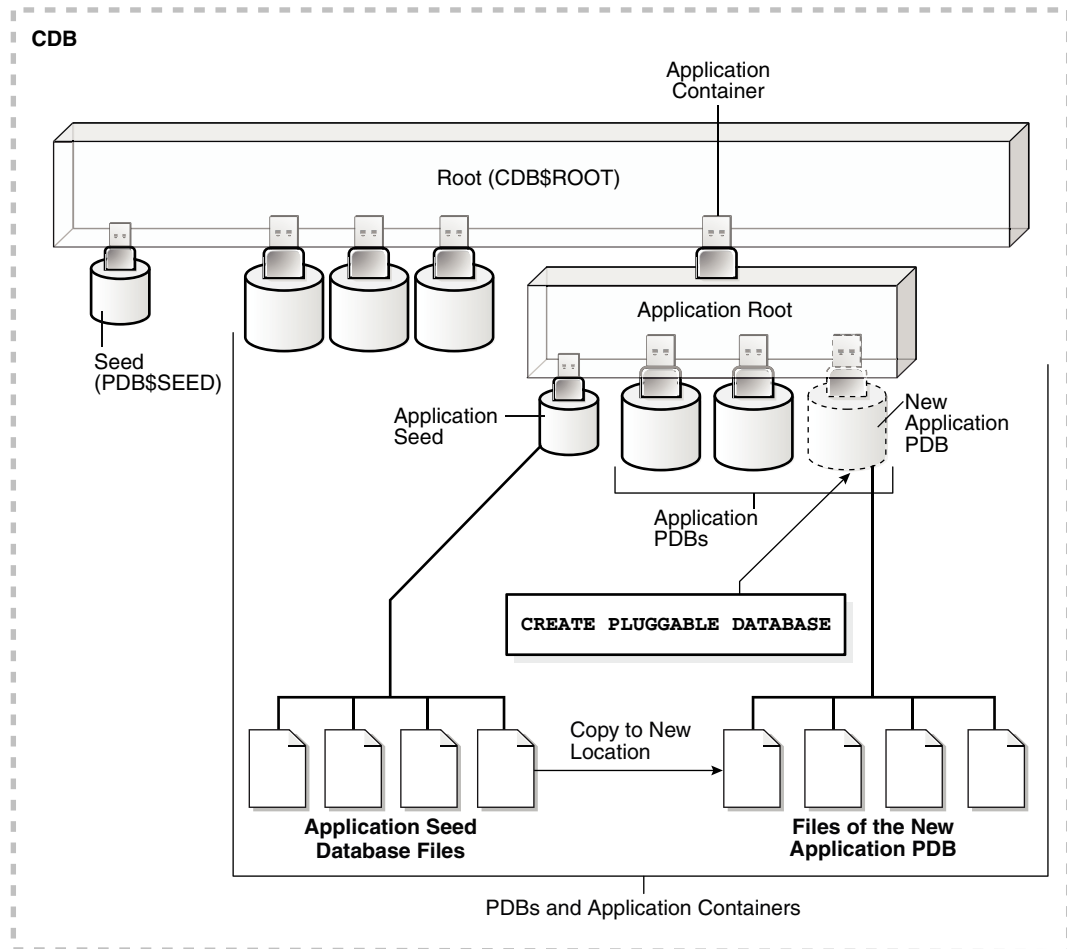 CDB
Application
Container
Root (CDB$ROOT)
Application Root
Seed
(PDB$SEED)
Application
Seed
New
Application
PDB
Application
PDBs
CREATE PLUGGABLE DATABASE
Copy to New
Location
Application Seed
Database Files
Files of the New
Application PDB
PDBs and Application Containers